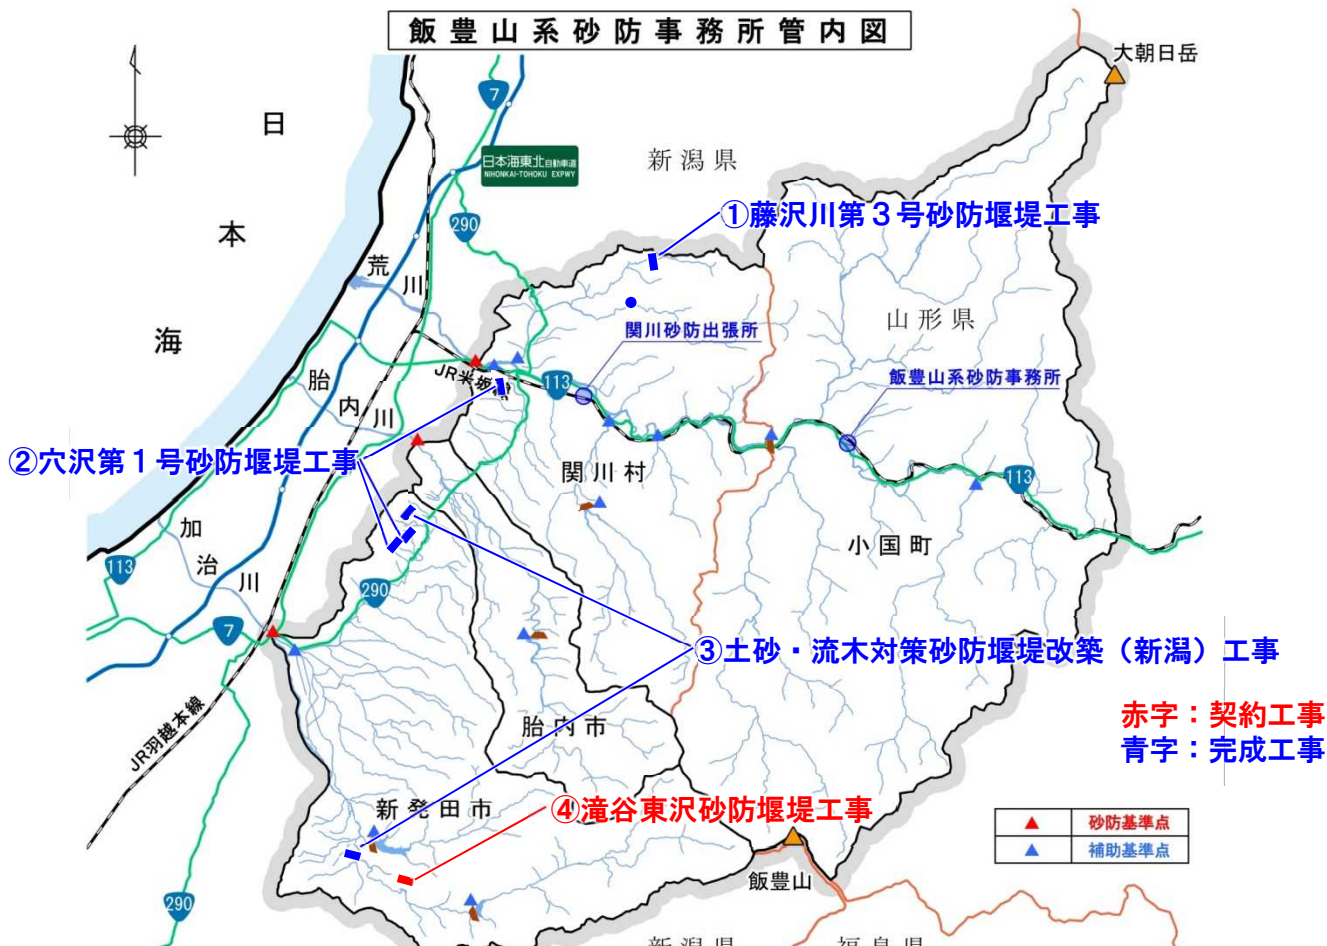 飯豊山系砂防事務所管内図
大朝日岳
日本海
7
日本海東北自動車道
NIHONKAI-TOHOKU EXPWY
新潟県
①藤沢川第３号砂防堰堤工事
290
荒川
山形県
関川砂防出張所
飯豊山系砂防事務所
JR米坂線
113
胎内川
②穴沢第１号砂防堰堤工事
関川村
113
小国町
加治川
113
290
7
③土砂・流木対策砂防堰堤改築（新潟）工事
JR羽越本線
胎内市
赤字：契約工事
青字：完成工事
新発田市
④滝谷東沢砂防堰堤工事
砂防基準点
補助基準点
飯豊山
290
新潟県
福島県